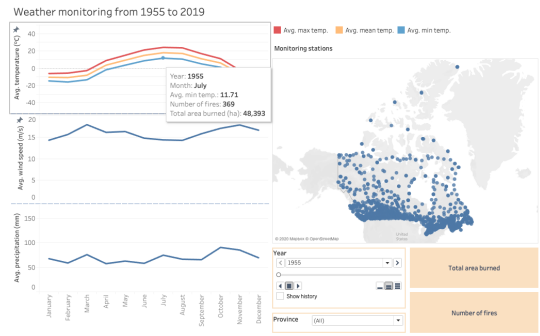 Weather monitoring from 1955 to 2019
Avg. max temp.
Avg. mean temp.
Avg. min temp.
Monitoring stations
Avg. temperature (°C)
40
20
0
-20
-40
Year: 1955
Month: July
Avg. min temp.: 11.71
Number of fires: 369
Total area burned (ha): 48,393
Avg. wind speed (m/s)
20
15
10
5
0
Avg. precipitation (mm)
150
100
50
0
January
February
March
April
May
June
July
August
September
October
November
December
© 2020 Mapbox © OpenStreetMap
United
States
Year
1955
Show history
Province
(All)
Total area burned
Number of fires